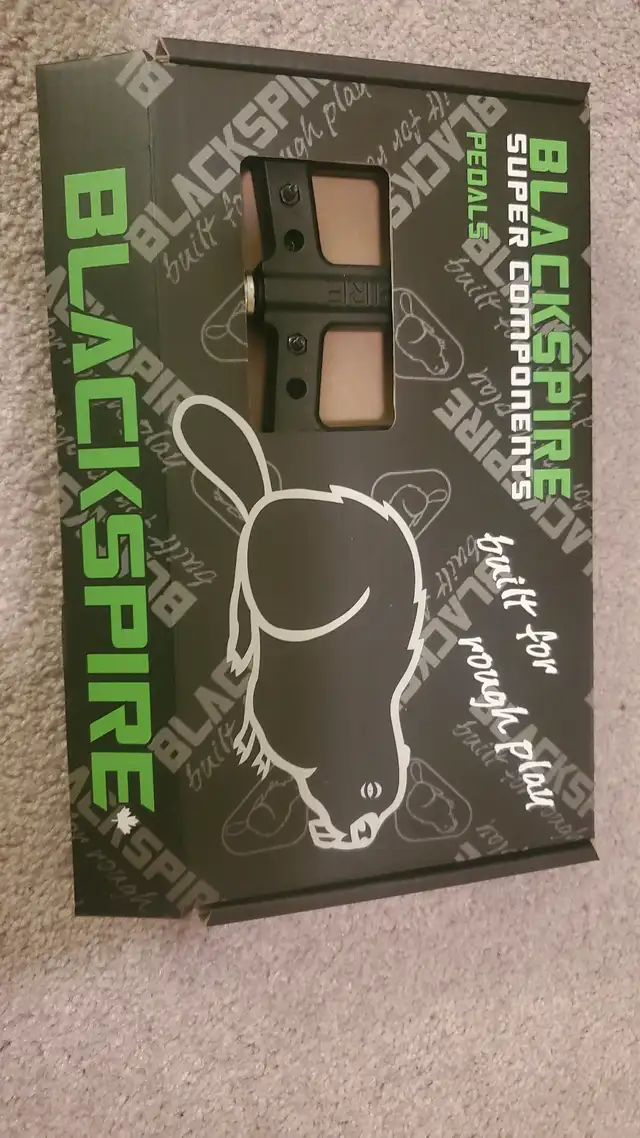 BLACKSPIRE
SUPER COMPONENTS
PEDALS
built for
rough play
BLACKSPIRE